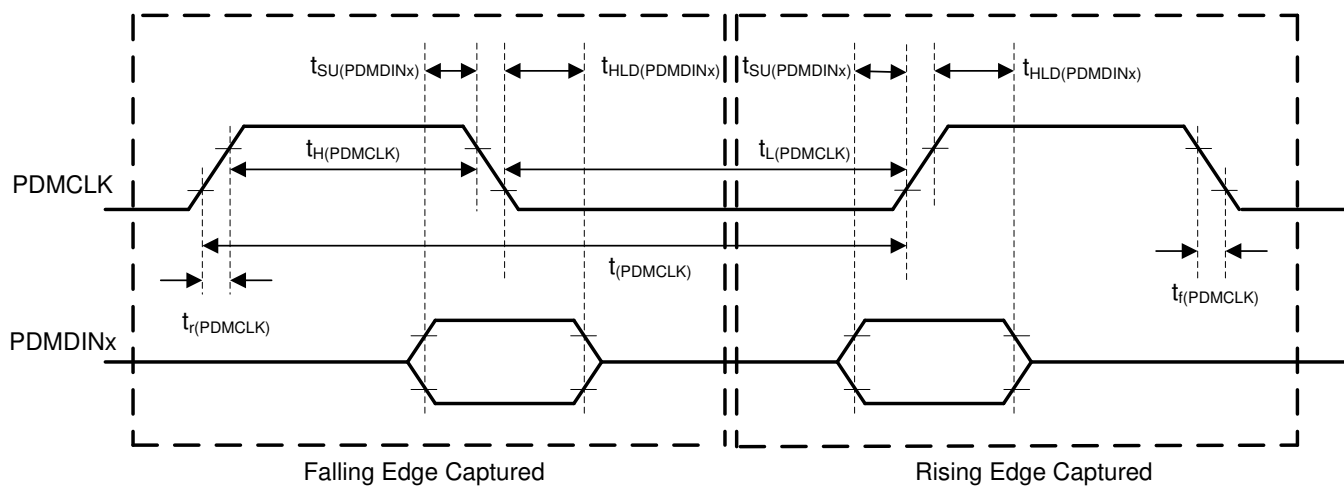 tSU(PDMDINx)
tHLD(PDMDINx)
tSU(PDMDINx)
tHLD(PDMDINx)
tH(PDMCLK)
tL(PDMCLK)
PDMCLK
t(PDMCLK)
tr(PDMCLK)
tf(PDMCLK)
PDMDINx
Falling Edge Captured
Rising Edge Captured